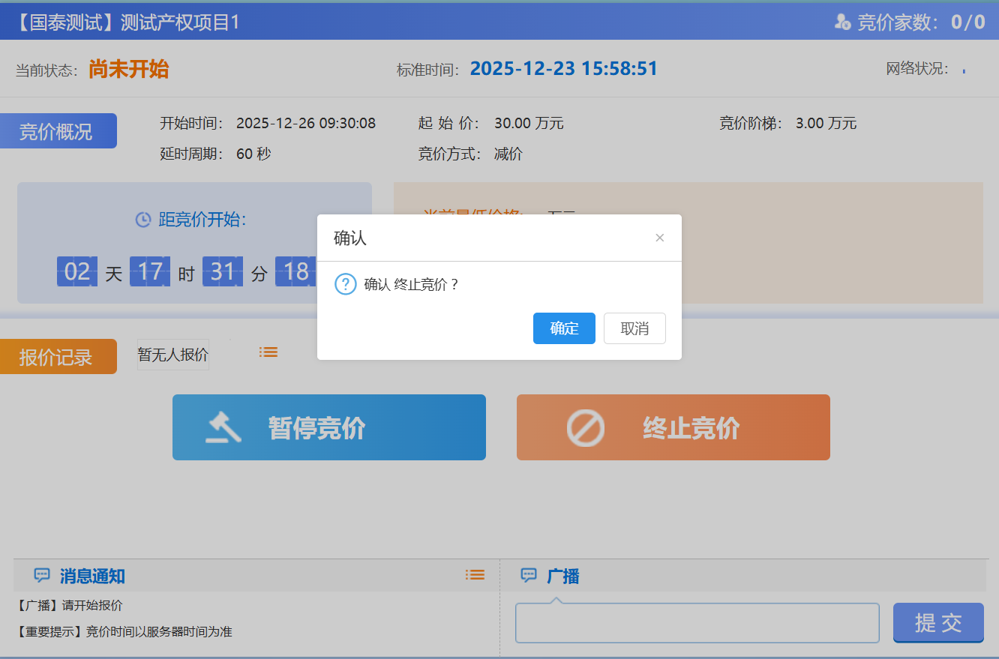 【国泰测试】测试产权项目1
竞价家数： 0/0
当前状态： 尚未开始
标准时间： 2025-12-23 15:58:51
网络状况：
竞价概况
开始时间： 2025-12-26 09:30:08
起 始 价： 30.00 万元
竞价阶梯： 3.00 万元
延时周期： 60 秒
竞价方式： 减价
距竞价开始：
02 天 17 时 31 分 18
当前最低价格： 万元
确认
×
? 确认 终止竞价？
确定
取消
报价记录
暂无人报价
暂停竞价
终止竞价
消息通知
广播
【广播】请开始报价
【重要提示】竞价时间以服务器时间为准
提 交